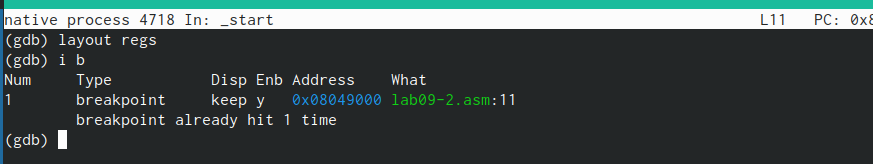 native process 4718 In: _start L11 PC: 0x8
(gdb) layout regs
(gdb) i b
Num Type Disp Enb Address What
1 breakpoint keep y 0x08049000 lab09-2.asm:11
breakpoint already hit 1 time
(gdb)